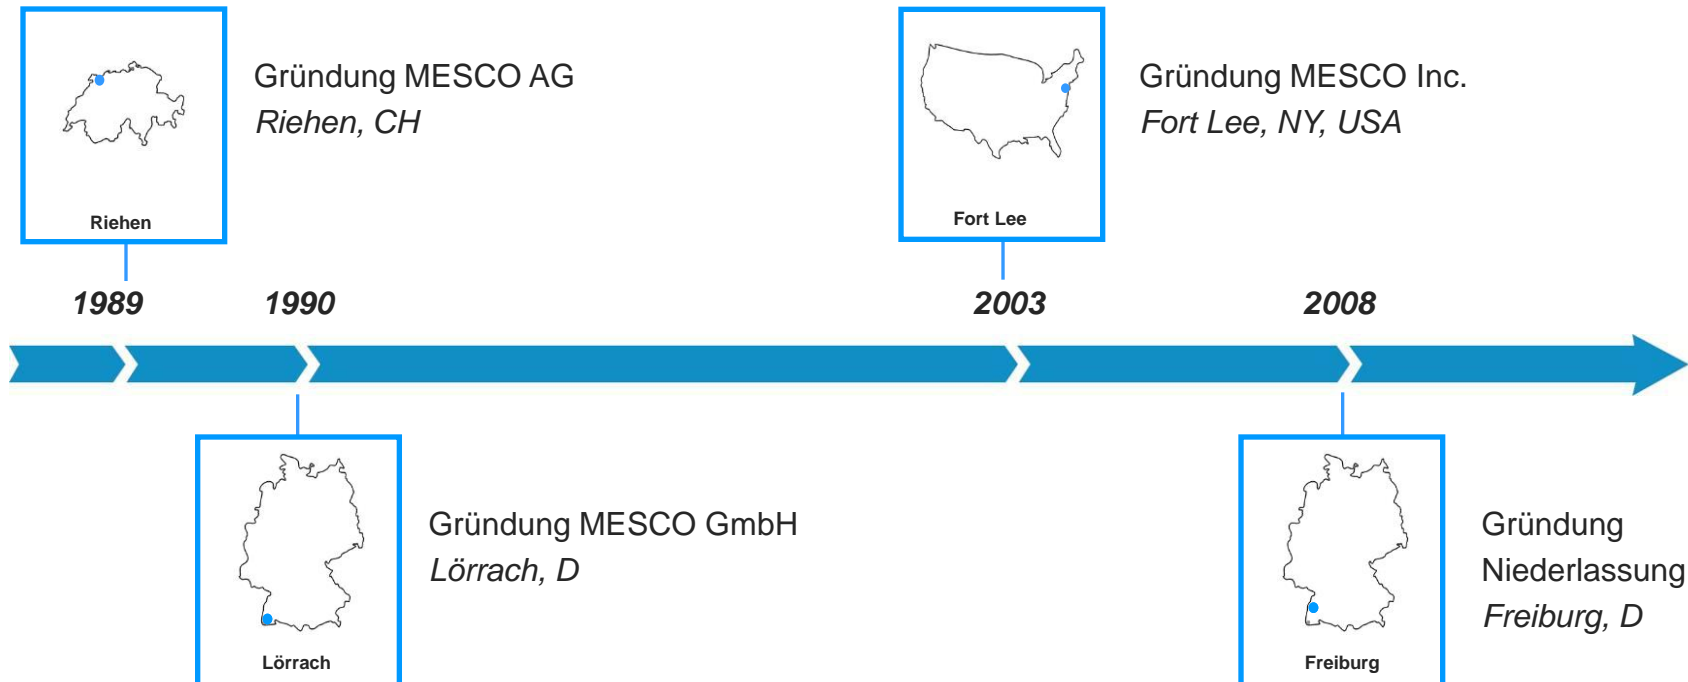 Gründung MESCO AG
Riehen, CH
Riehen
Gründung MESCO Inc.
Fort Lee, NY, USA
Fort Lee
1989
1990
2003
2008
Gründung MESCO GmbH
Lörrach, D
Lörrach
Gründung
Niederlassung
Freiburg, D
Freiburg